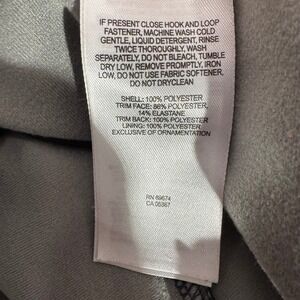 IF PRESENT CLOSE HOOK AND LOOP
FASTENER, MACHINE WASH COLD
GENTLE, LIQUID DETERGENT, RINSE
TWICE THOROUGHLY, WASH
SEPARATELY, DO NOT BLEACH, TUMBLE
DRY LOW, REMOVE PROMPTLY, IRON
LOW, DO NOT USE FABRIC SOFTENER,
DO NOT DRYCLEAN
SHELL: 100% POLYESTER
TRIM FACE: 86% POLYESTER,
14% ELASTANE
TRIM BACK: 100% POLYESTER
LINING: 100% POLYESTER
EXCLUSIVE OF ORNAMENTATION
RN 69674
CA 05367